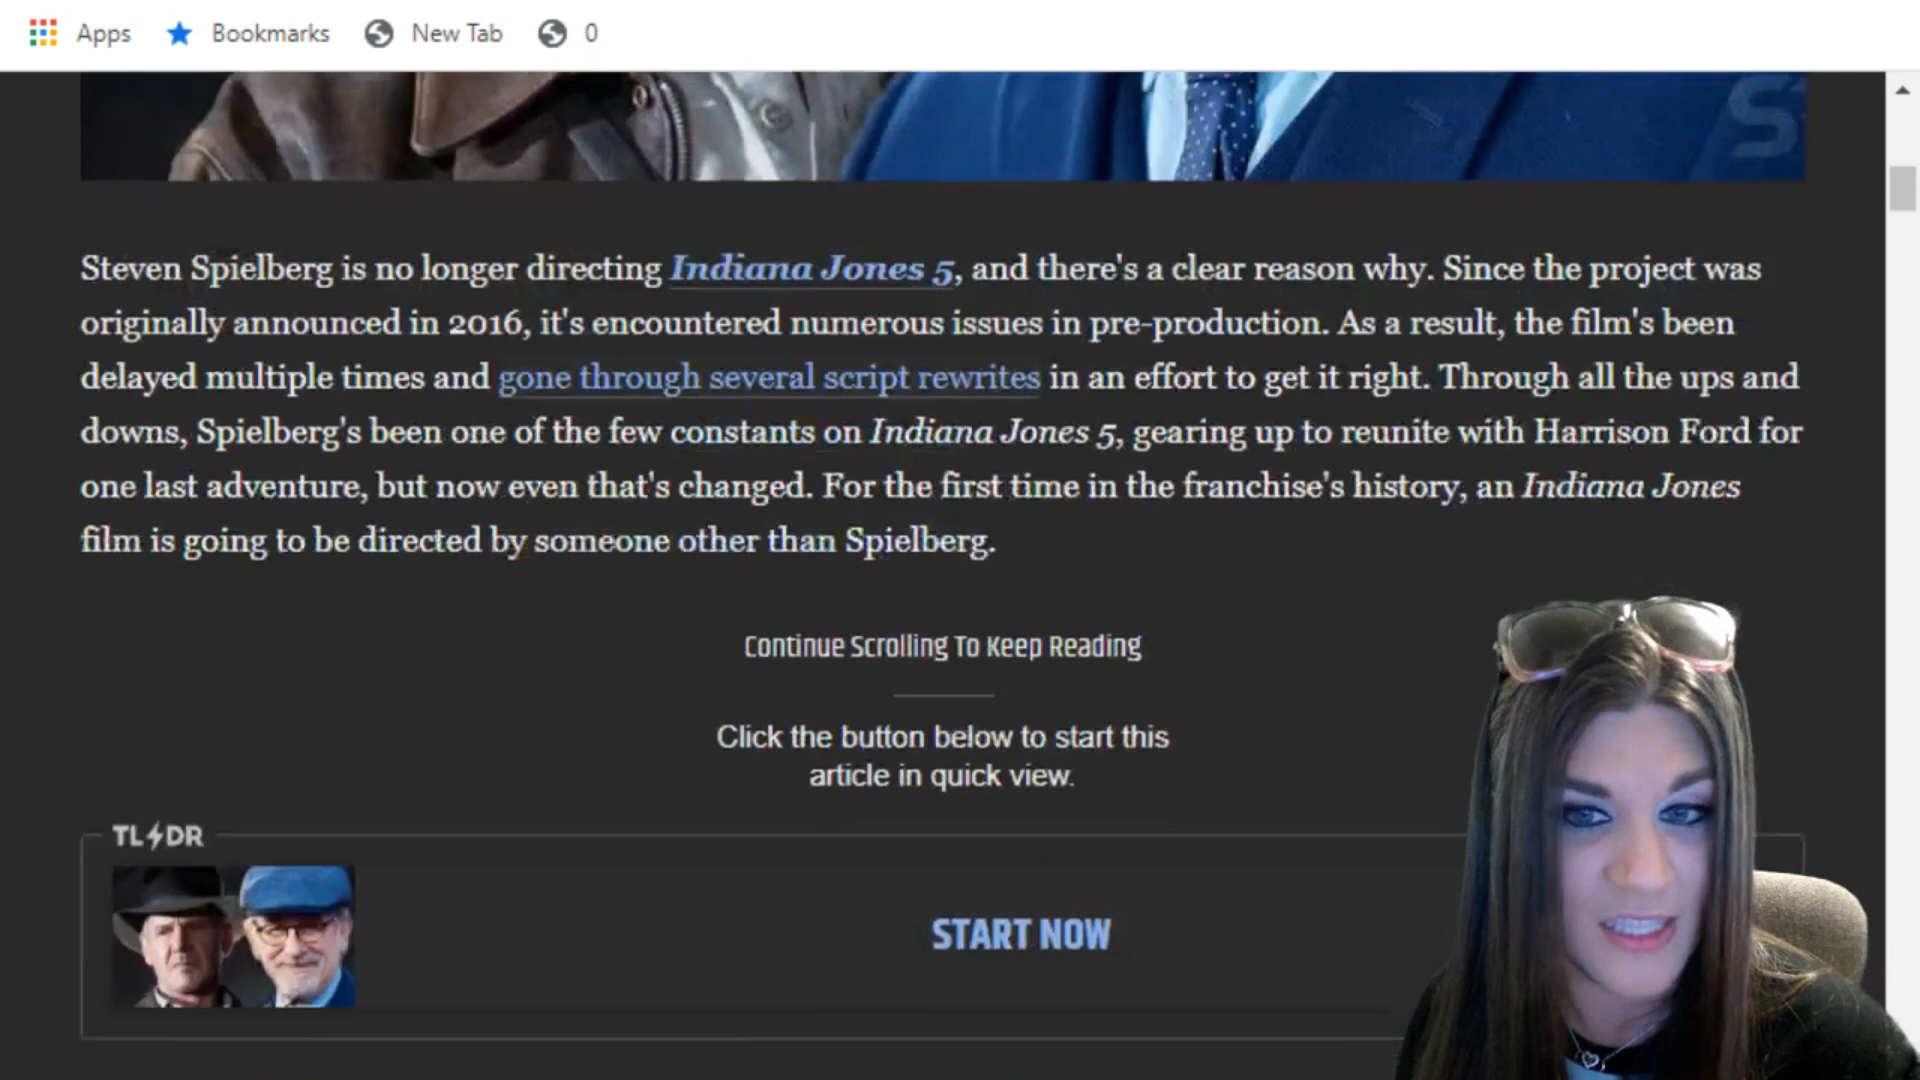 Apps Bookmarks New Tab 0
S
Steven Spielberg is no longer directing Indiana Jones 5, and there's a clear reason why. Since the project was
originally announced in 2016, it's encountered numerous issues in pre-production. As a result, the film's been
delayed multiple times and gone through several script rewrites in an effort to get it right. Through all the ups and
downs, Spielberg's been one of the few constants on Indiana Jones 5, gearing up to reunite with Harrison Ford for
one last adventure, but now even that's changed. For the first time in the franchise's history, an Indiana Jones
film is going to be directed by someone other than Spielberg.
Continue Scrolling To Keep Reading
Click the button below to start this
article in quick view.
TL DR
START NOW